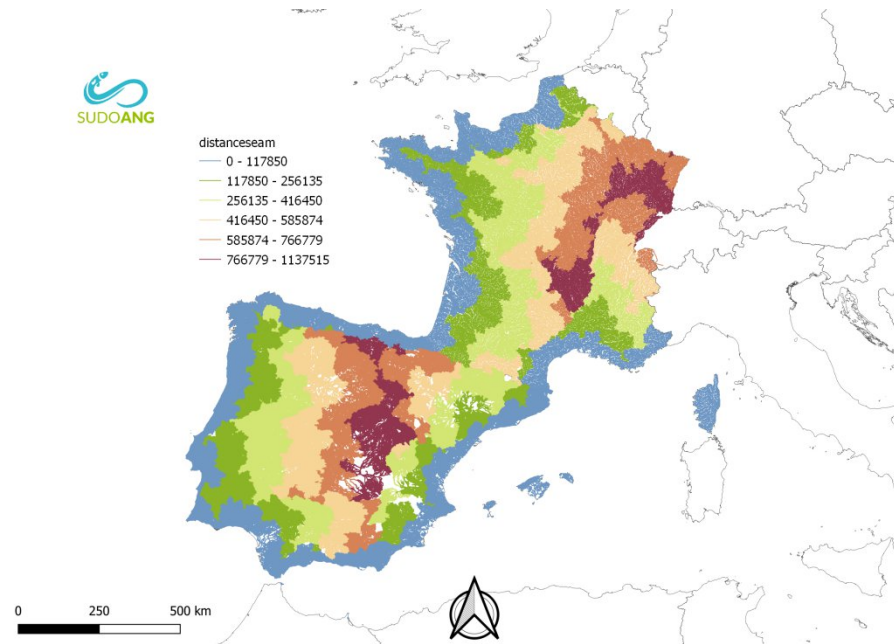 SUDOANG
distanceseam
0 - 117850
117850 - 256135
256135 - 416450
416450 - 585874
585874 - 766779
766779 - 1137515
0 250 500 km